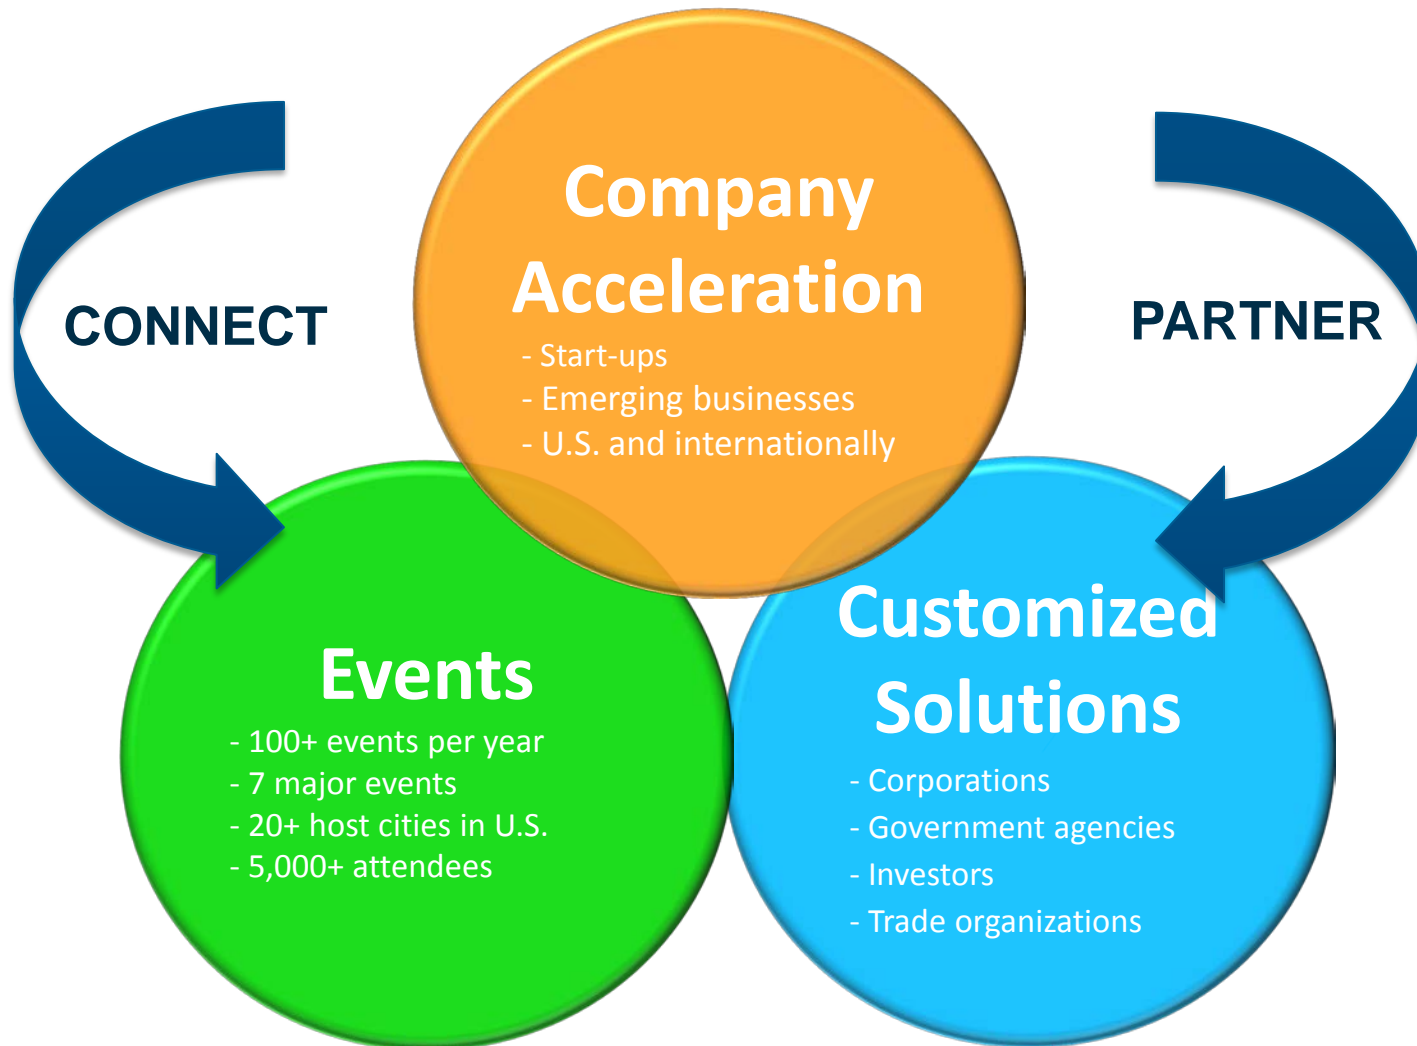 Company
Acceleration
- Start-ups
- Emerging businesses
- U.S. and internationally
CONNECT
PARTNER
Events
- 100+ events per year
- 7 major events
- 20+ host cities in U.S.
- 5,000+ attendees
Customized
Solutions
- Corporations
- Government agencies
- Investors
- Trade organizations